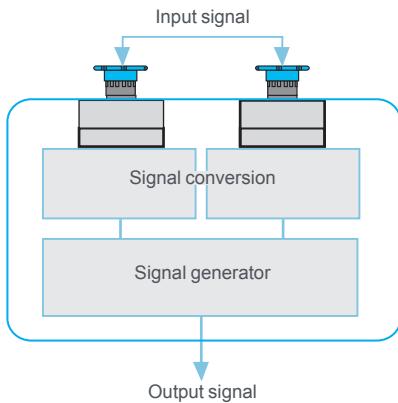 Input signal
Signal conversion
Signal generator
Output signal